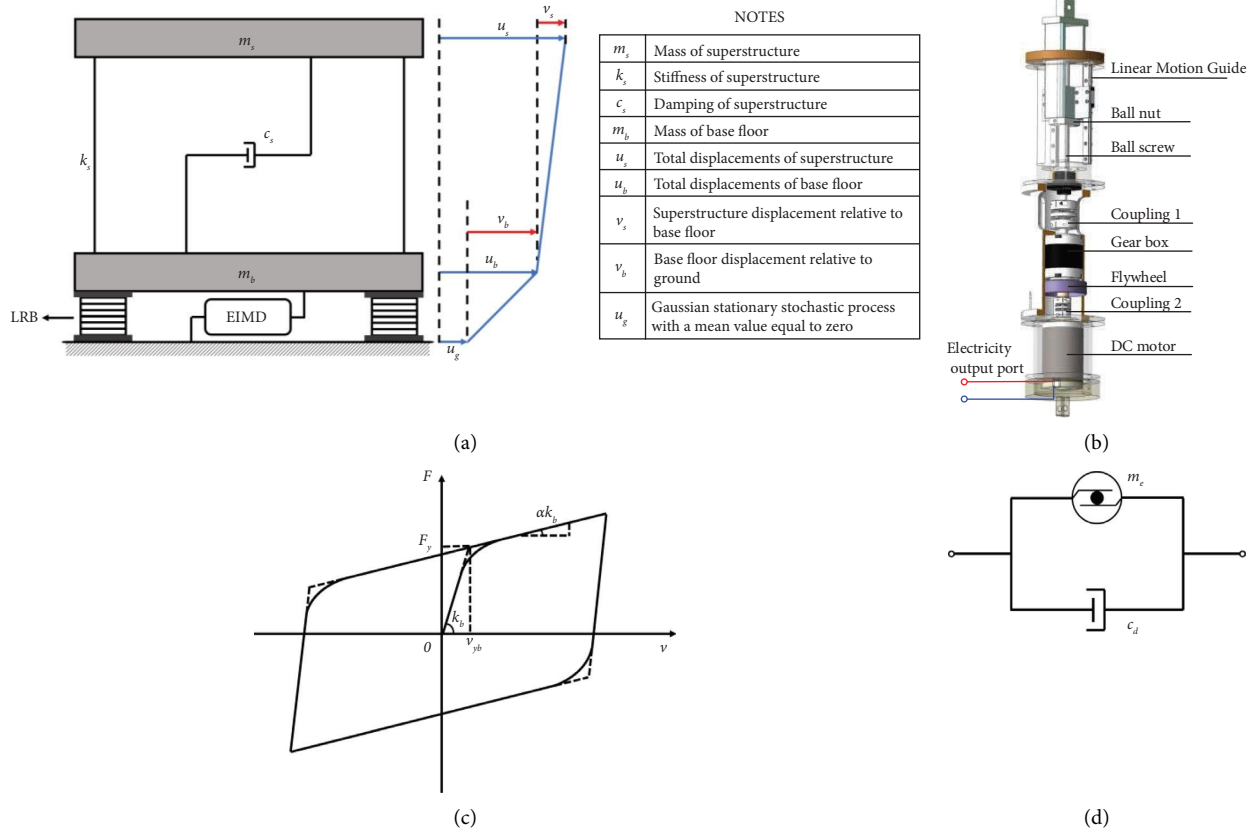 m_s
k_s
c_s
m_b
LRB
EIMD
v_s
u_s
v_b
u_b
u_g
(a)
NOTES
m_s Mass of superstructure
k_s Stiffness of superstructure
c_s Damping of superstructure
m_b Mass of base floor
u_s Total displacements of superstructure
u_b Total displacements of base floor
v_s Superstructure displacement relative to
base floor
v_b Base floor displacement relative to
ground
u_g Gaussian stationary stochastic process
with a mean value equal to zero
Linear Motion Guide
Ball nut
Ball screw
Coupling 1
Gear box
Flywheel
Coupling 2
DC motor
Electricity
output port
(b)
F
αk_b
F_y
k_b
0
v_yb
v
(c)
m_e
c_d
(d)